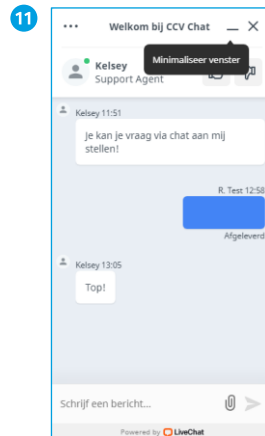 11
Welkom bij CCV Chat
Minimaliseer venster
Kelsey
Support Agent
Kelsey 11:51
Je kan je vraag via chat aan mij
stellen!
R. Test 12:58
Afgeleverd
Kelsey 13:05
Top!
Schrijf een bericht...
Powered by LiveChat